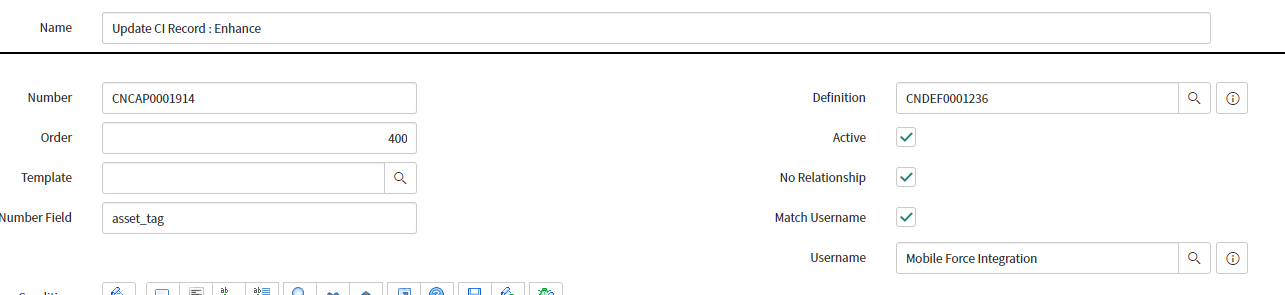 Name Update CI Record : Enhance
Number CNCAP0001914 Definition CNDEF0001236
Order 400 Active
Template No Relationship
Number Field asset_tag Match Username
Username Mobile Force Integration